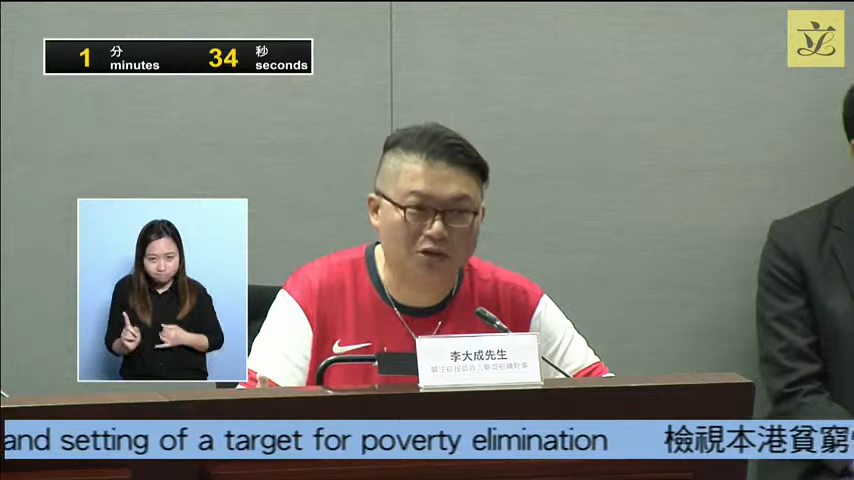 1 分 minutes 34 秒 seconds
李大成先生
and setting of a target for poverty elimination 檢視本港貧窮